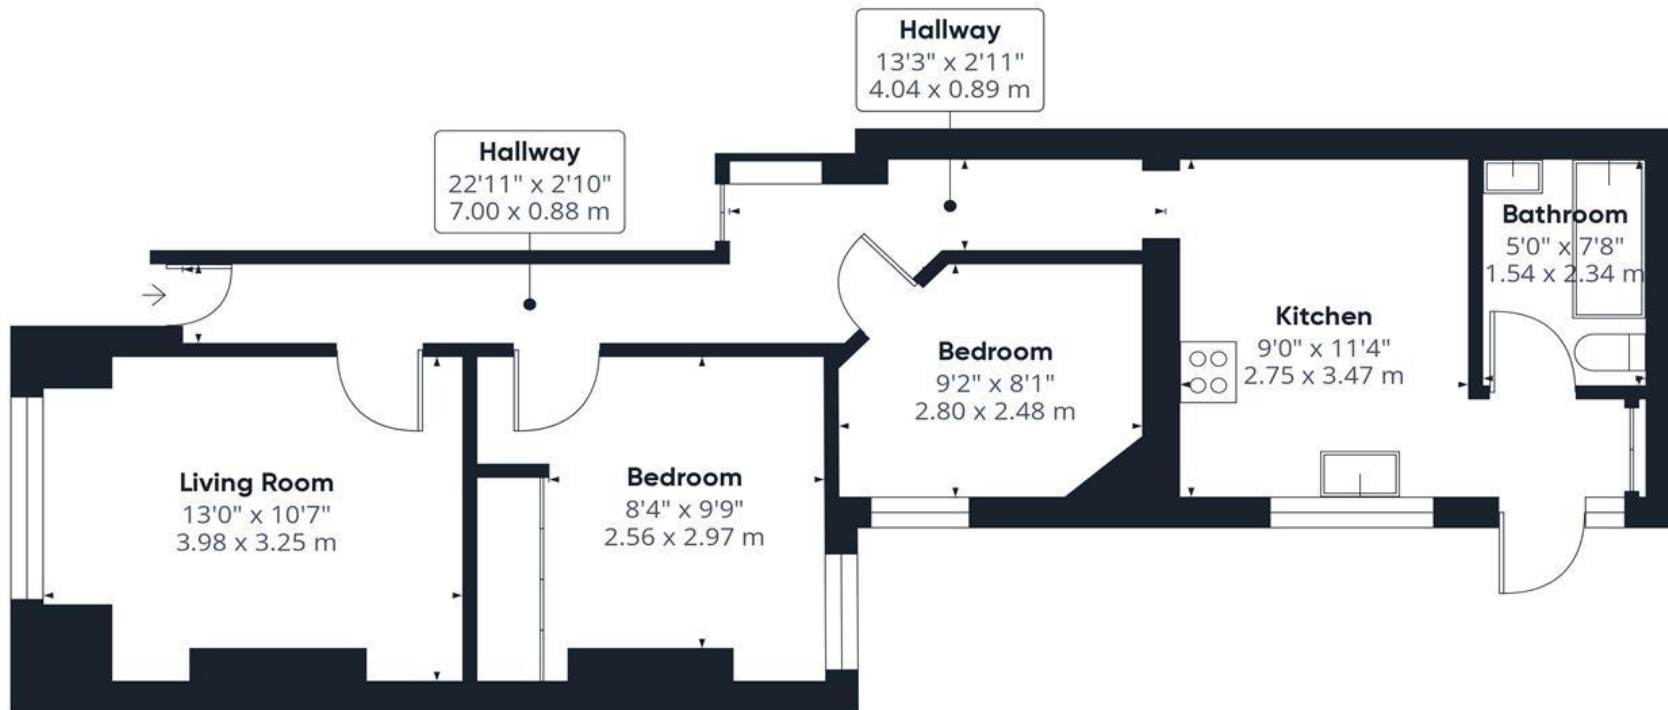 Hallway
13'3" x 2'11"
4.04 x 0.89 m
Hallway
22'11" x 2'10"
7.00 x 0.88 m
Bathroom
5'0" x 7'8"
1.54 x 2.34 m
Kitchen
9'0" x 11'4"
2.75 x 3.47 m
Bedroom
9'2" x 8'1"
2.80 x 2.48 m
Living Room
13'0" x 10'7"
3.98 x 3.25 m
Bedroom
8'4" x 9'9"
2.56 x 2.97 m